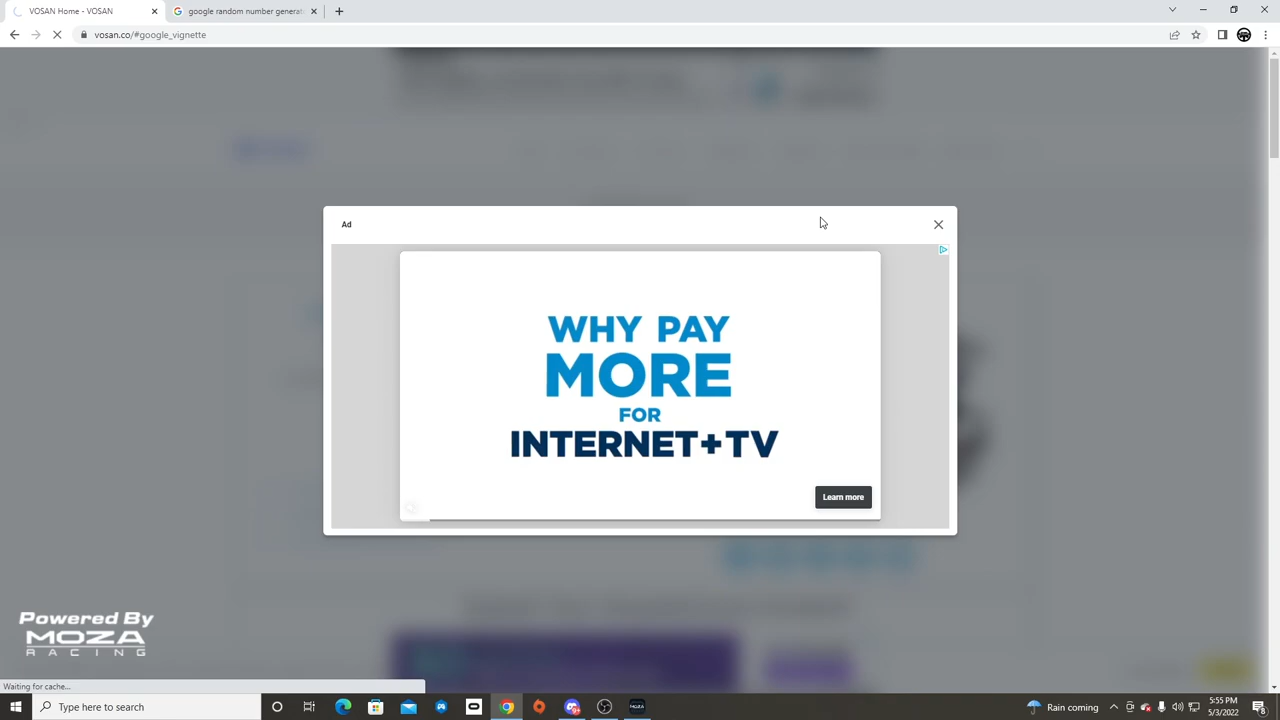 VOSAN Home - VOSAN
google random number generat
vosan.co/#google_vignette
Ad
WHY PAY
MORE
FOR
INTERNET+TV
Learn more
Powered By
MOZA
RACING
Waiting for cache...
Type here to search
MOZA
Rain coming
5:55 PM
5/3/2022
8